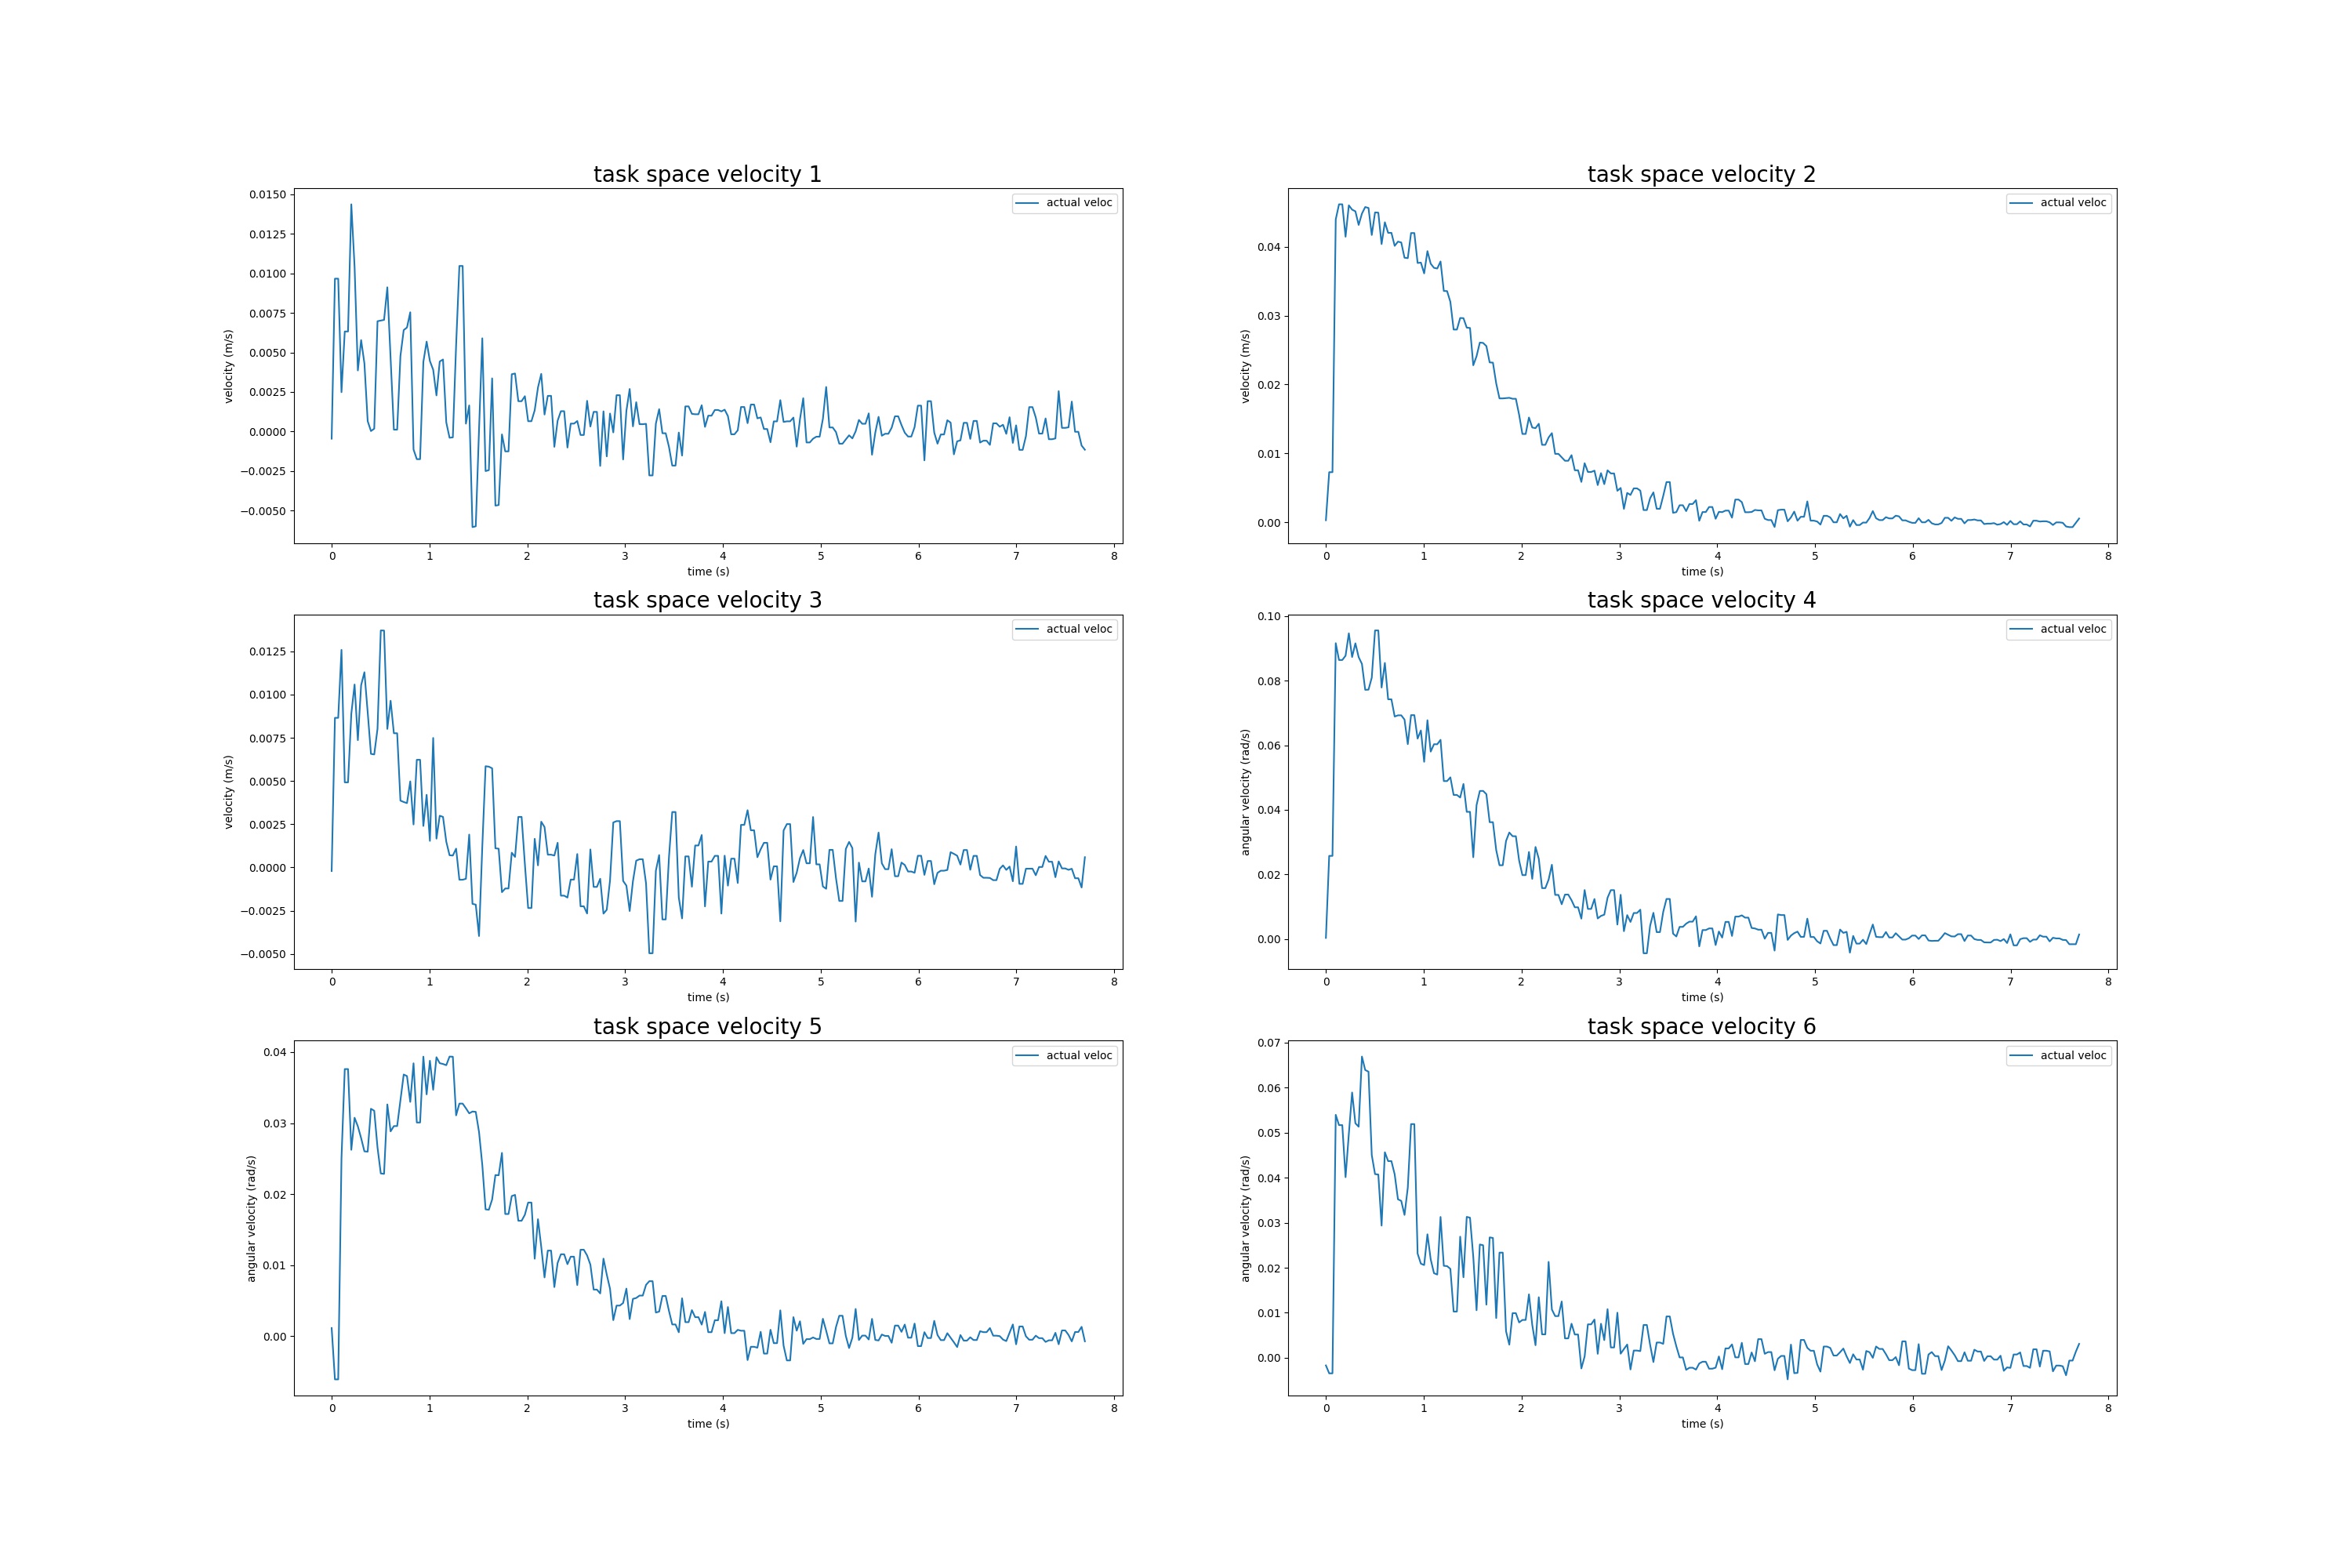 task space velocity 1
actual veloc
velocity (m/s)
0.0150
0.0125
0.0100
0.0075
0.0050
0.0025
0.0000
−0.0025
−0.0050
0 1 2 3 4 5 6 7 8
time (s)
task space velocity 2
actual veloc
velocity (m/s)
0.04
0.03
0.02
0.01
0.00
0 1 2 3 4 5 6 7 8
time (s)
task space velocity 3
actual veloc
velocity (m/s)
0.0125
0.0100
0.0075
0.0050
0.0025
0.0000
−0.0025
−0.0050
0 1 2 3 4 5 6 7 8
time (s)
task space velocity 4
actual veloc
angular velocity (rad/s)
0.10
0.08
0.06
0.04
0.02
0.00
0 1 2 3 4 5 6 7 8
time (s)
task space velocity 5
actual veloc
angular velocity (rad/s)
0.04
0.03
0.02
0.01
0.00
0 1 2 3 4 5 6 7 8
time (s)
task space velocity 6
actual veloc
angular velocity (rad/s)
0.07
0.06
0.05
0.04
0.03
0.02
0.01
0.00
0 1 2 3 4 5 6 7 8
time (s)